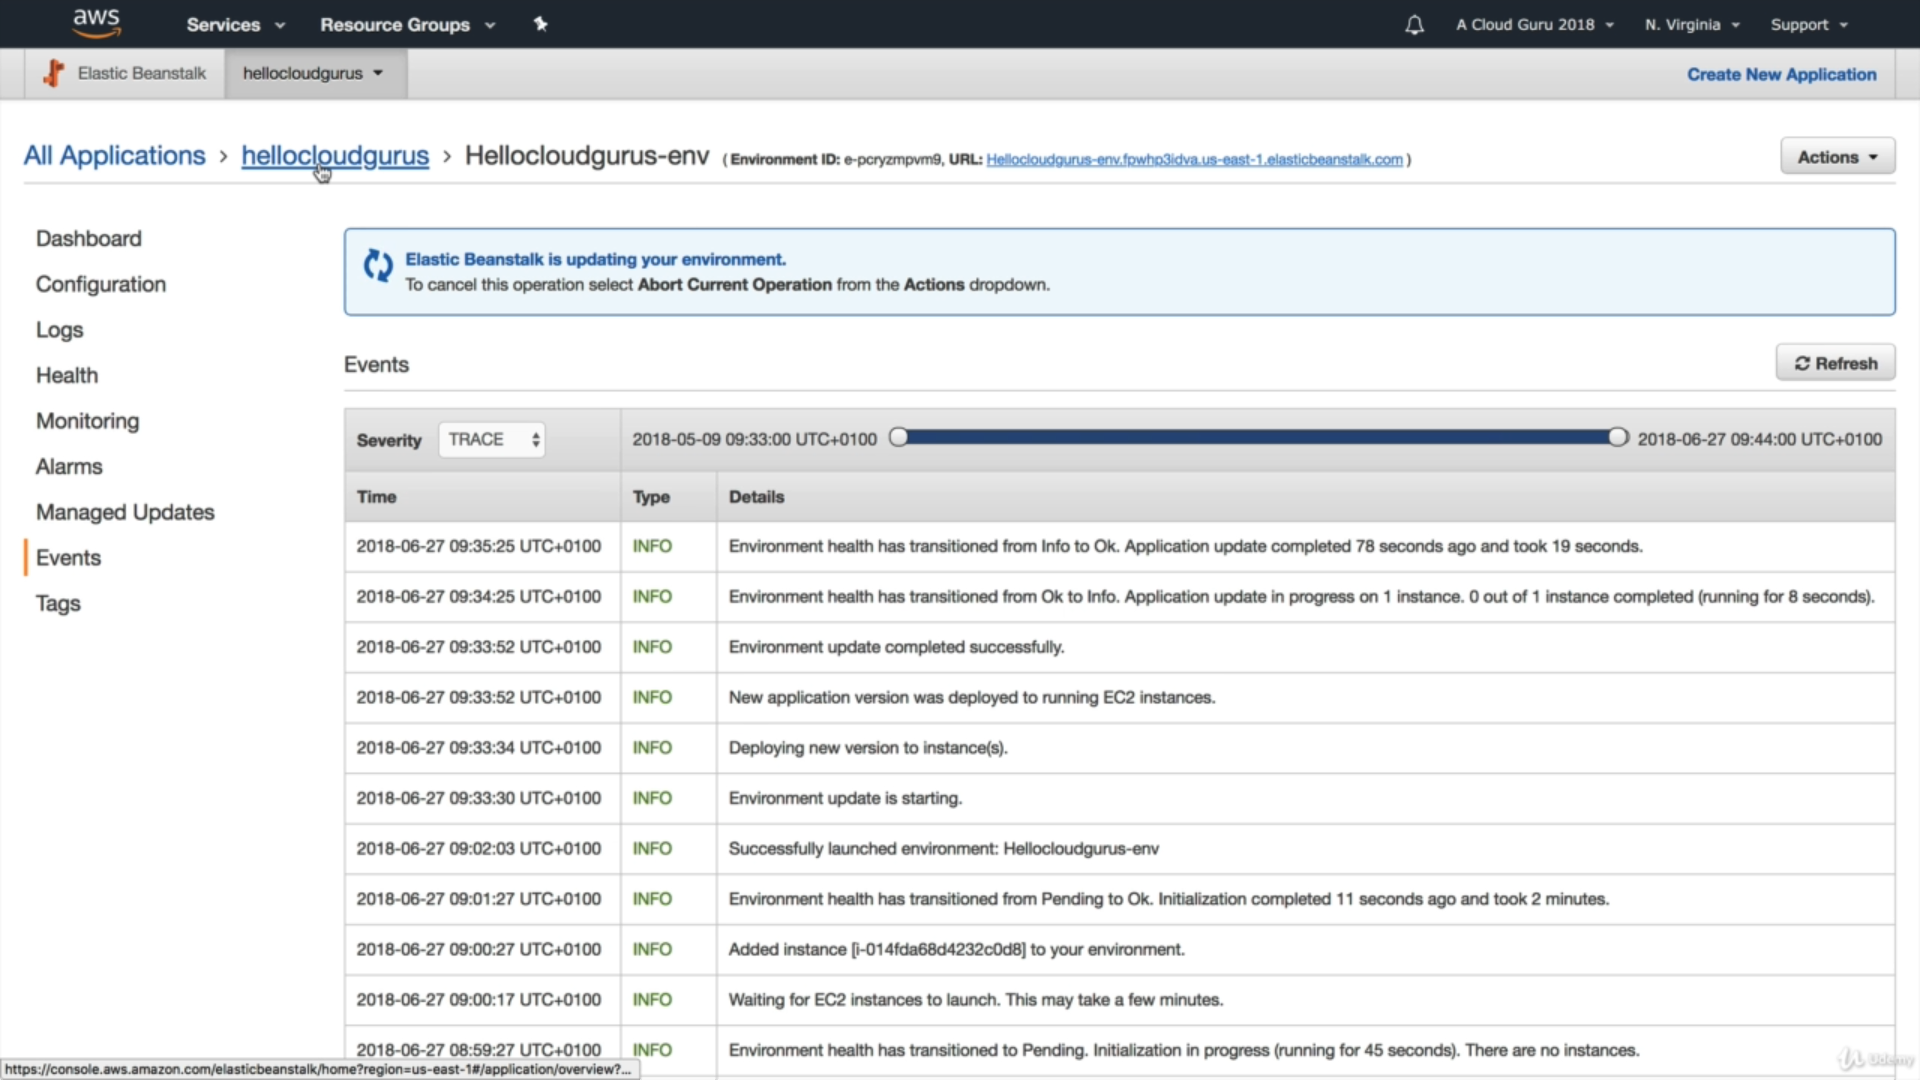 aws Services Resource Groups A Cloud Guru 2018 N. Virginia Support
Elastic Beanstalk hellocloudgurus Create New Application
All Applications > hellocloudgurus > Hellocloudgurus-env ( Environment ID: e-pcryzmpvm9, URL: Hellocloudgurus-env.fpwhp3idva.us-east-1.elasticbeanstalk.com ) Actions
Dashboard
Configuration
Logs
Health
Monitoring
Alarms
Managed Updates
Events
Tags
Elastic Beanstalk is updating your environment.
To cancel this operation select Abort Current Operation from the Actions dropdown.
Events Refresh
Severity TRACE 2018-05-09 09:33:00 UTC+0100 2018-06-27 09:44:00 UTC+0100
Time Type Details
2018-06-27 09:35:25 UTC+0100 INFO Environment health has transitioned from Info to Ok. Application update completed 78 seconds ago and took 19 seconds.
2018-06-27 09:34:25 UTC+0100 INFO Environment health has transitioned from Ok to Info. Application update in progress on 1 instance. 0 out of 1 instance completed (running for 8 seconds).
2018-06-27 09:33:52 UTC+0100 INFO Environment update completed successfully.
2018-06-27 09:33:52 UTC+0100 INFO New application version was deployed to running EC2 instances.
2018-06-27 09:33:34 UTC+0100 INFO Deploying new version to instance(s).
2018-06-27 09:33:30 UTC+0100 INFO Environment update is starting.
2018-06-27 09:02:03 UTC+0100 INFO Successfully launched environment: Hellocloudgurus-env
2018-06-27 09:01:27 UTC+0100 INFO Environment health has transitioned from Pending to Ok. Initialization completed 11 seconds ago and took 2 minutes.
2018-06-27 09:00:27 UTC+0100 INFO Added instance [i-014fda68d4232c0d8] to your environment.
2018-06-27 09:00:17 UTC+0100 INFO Waiting for EC2 instances to launch. This may take a few minutes.
2018-06-27 08:59:27 UTC+0100 INFO Environment health has transitioned to Pending. Initialization in progress (running for 45 seconds). There are no instances.
https://console.aws.amazon.com/elasticbeanstalk/home?region=us-east-1#/application/overview?...
Udemy